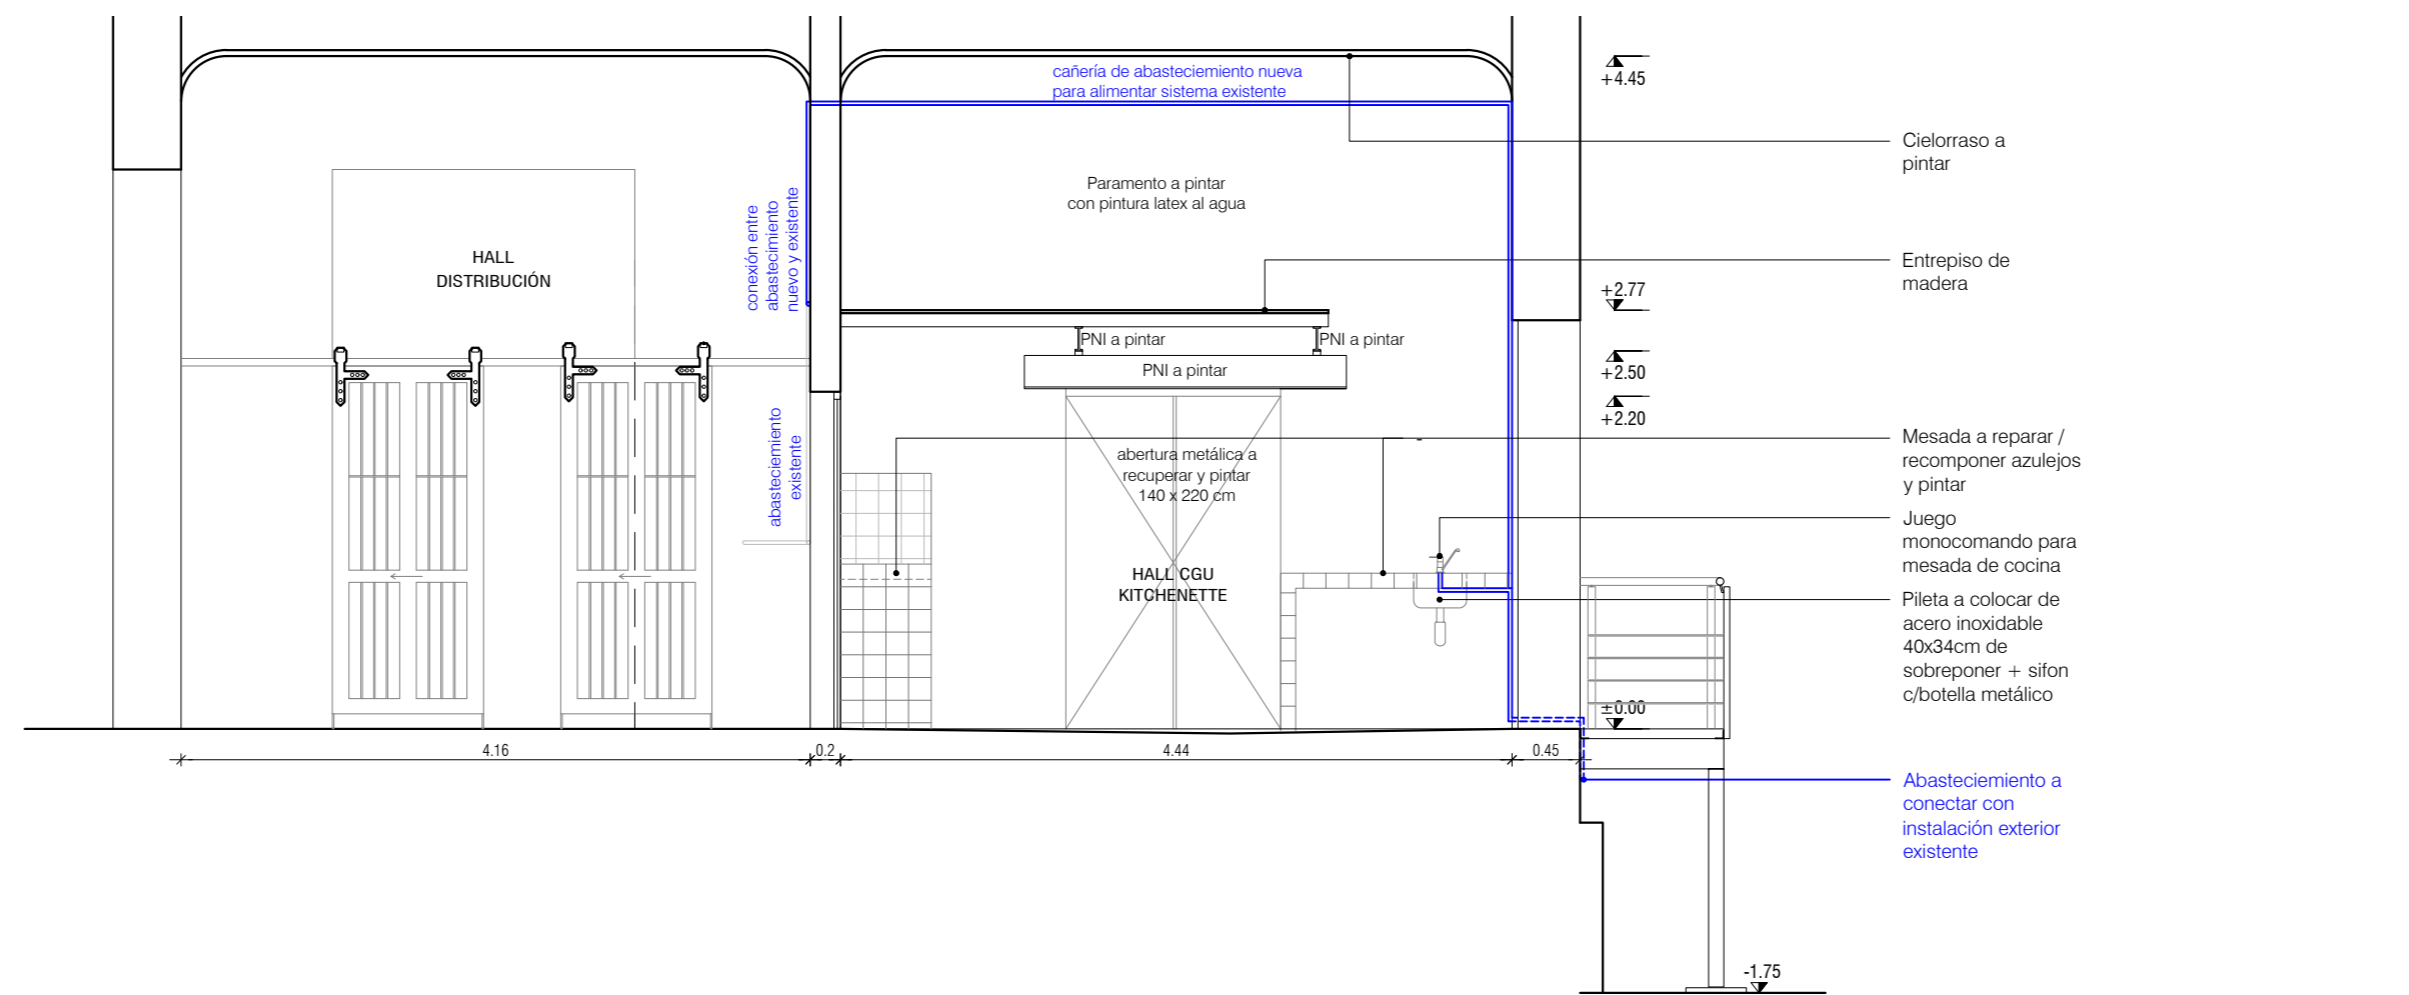 cañería de abasteciemiento nueva
para alimentar sistema existente
+4.45
Cielorraso a
pintar
Paramento a pintar
con pintura latex al agua
conexión entre
abastecimiento
nuevo y existente
HALL
DISTRIBUCIÓN
Entrepiso de
madera
+2.77
PNI a pintar
PNI a pintar
PNI a pintar
+2.50
+2.20
abasteciemiento
existente
abertura metálica a
recuperar y pintar
140 x 220 cm
Mesada a reparar /
recomponer azulejos
y pintar
Juego
monocomando para
mesada de cocina
HALL CGU
KITCHENETTE
Pileta a colocar de
acero inoxidable
40x34cm de
sobreponer + sifon
c/botella metálico
±0.00
4.16
0.2
4.44
0.45
Abasteciemiento a
conectar con
instalación exterior
existente
-1.75